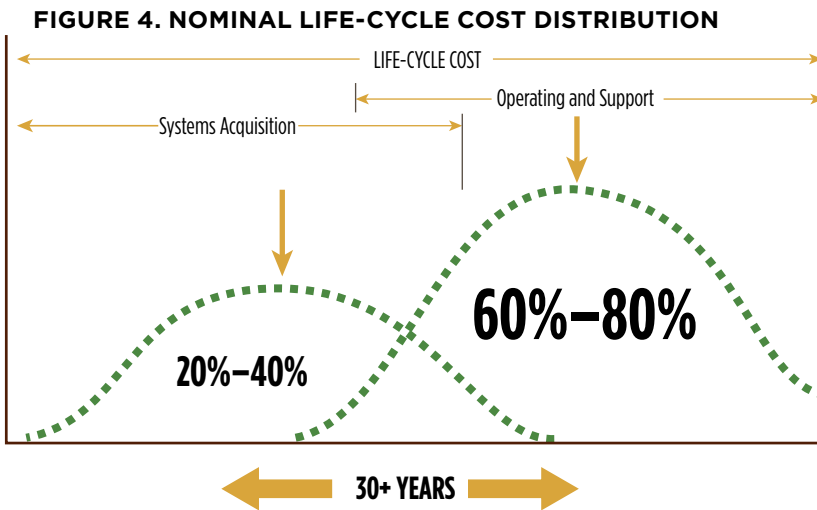 FIGURE 4. NOMINAL LIFE-CYCLE COST DISTRIBUTION
LIFE-CYCLE COST
Operating and Support
Systems Acquisition
60%–80%
20%–40%
30+ YEARS